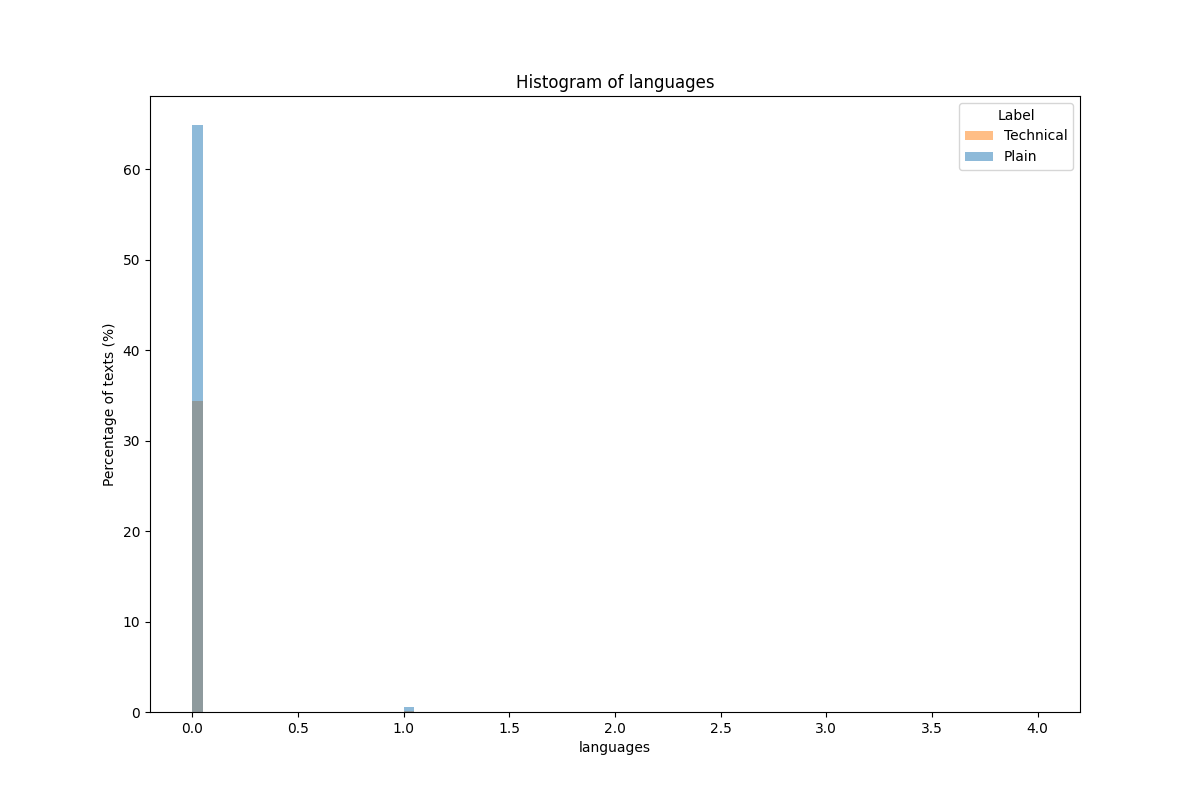 Histogram of languages
Label
Technical
Plain
Percentage of texts (%)
60
50
40
30
20
10
0
0.0 0.5 1.0 1.5 2.0 2.5 3.0 3.5 4.0
languages